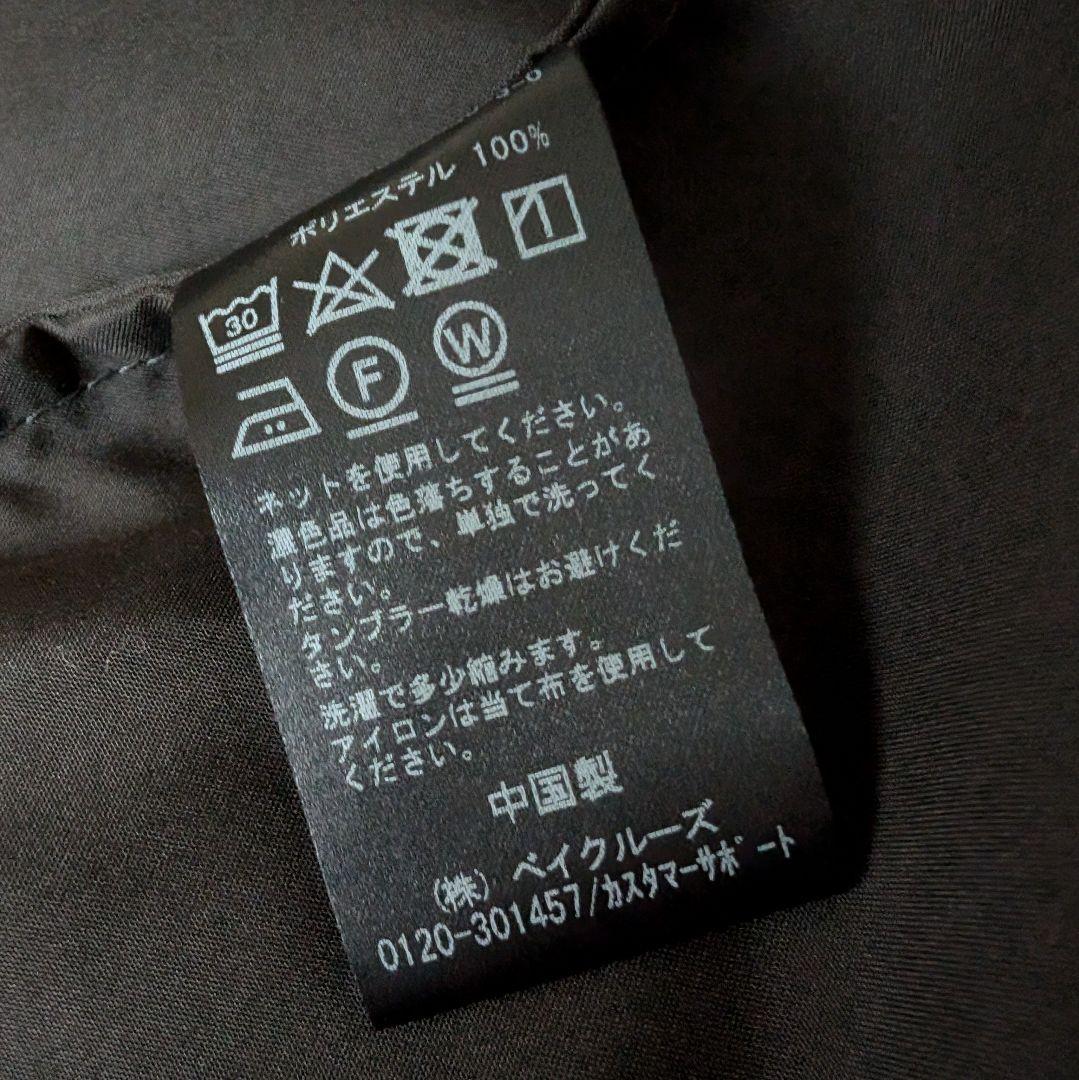 ポリエステル 100%
30
F
W
ネットを使用してください。
濃色品は色落ちすることがあ
りますので、単独で洗ってく
ださい。
タンブラー乾燥はお避けくだ
さい。
洗濯で多少縮みます。
アイロンは当て布を使用して
ください。
中国製
(株) ベイクルーズ
0120-301457/カスタマーサポート